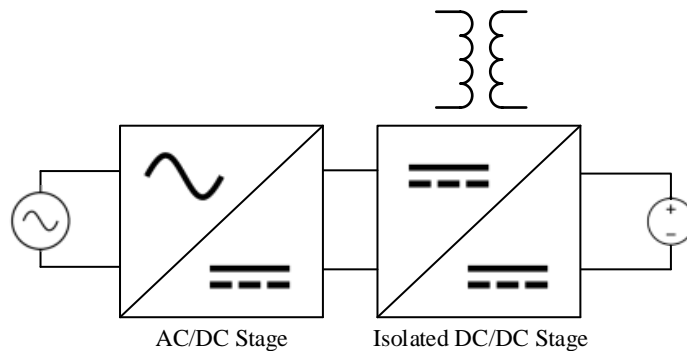 +
−
AC/DC Stage
Isolated DC/DC Stage